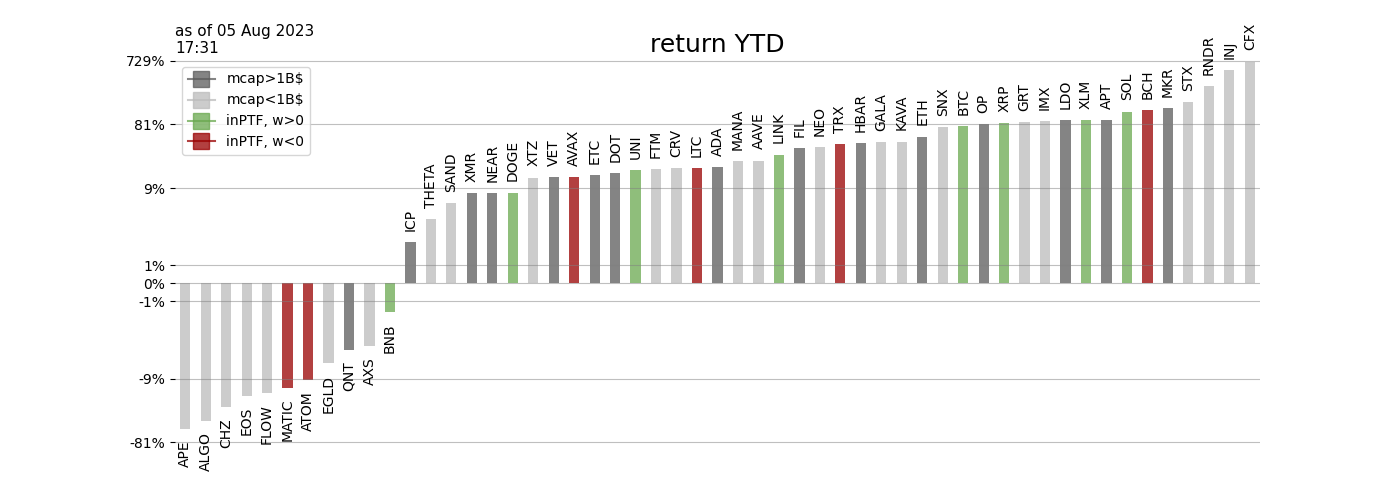 as of 05 Aug 2023
17:31
return YTD
729%
81%
9%
1%
0%
-1%
-9%
-81%
mcap>1B$
mcap<1B$
inPTF, w>0
inPTF, w<0
APE
ALGO
CHZ
EOS
FLOW
MATIC
ATOM
EGLD
QNT
AXS
BNB
ICP
THETA
SAND
XMR
NEAR
DOGE
XTZ
VET
AVAX
ETC
DOT
UNI
FTM
CRV
LTC
ADA
MANA
AAVE
LINK
FIL
NEO
TRX
HBAR
GALA
KAVA
ETH
SNX
BTC
OP
XRP
GRT
IMX
LDO
XLM
APT
SOL
BCH
MKR
STX
RNDR
INJ
CFX